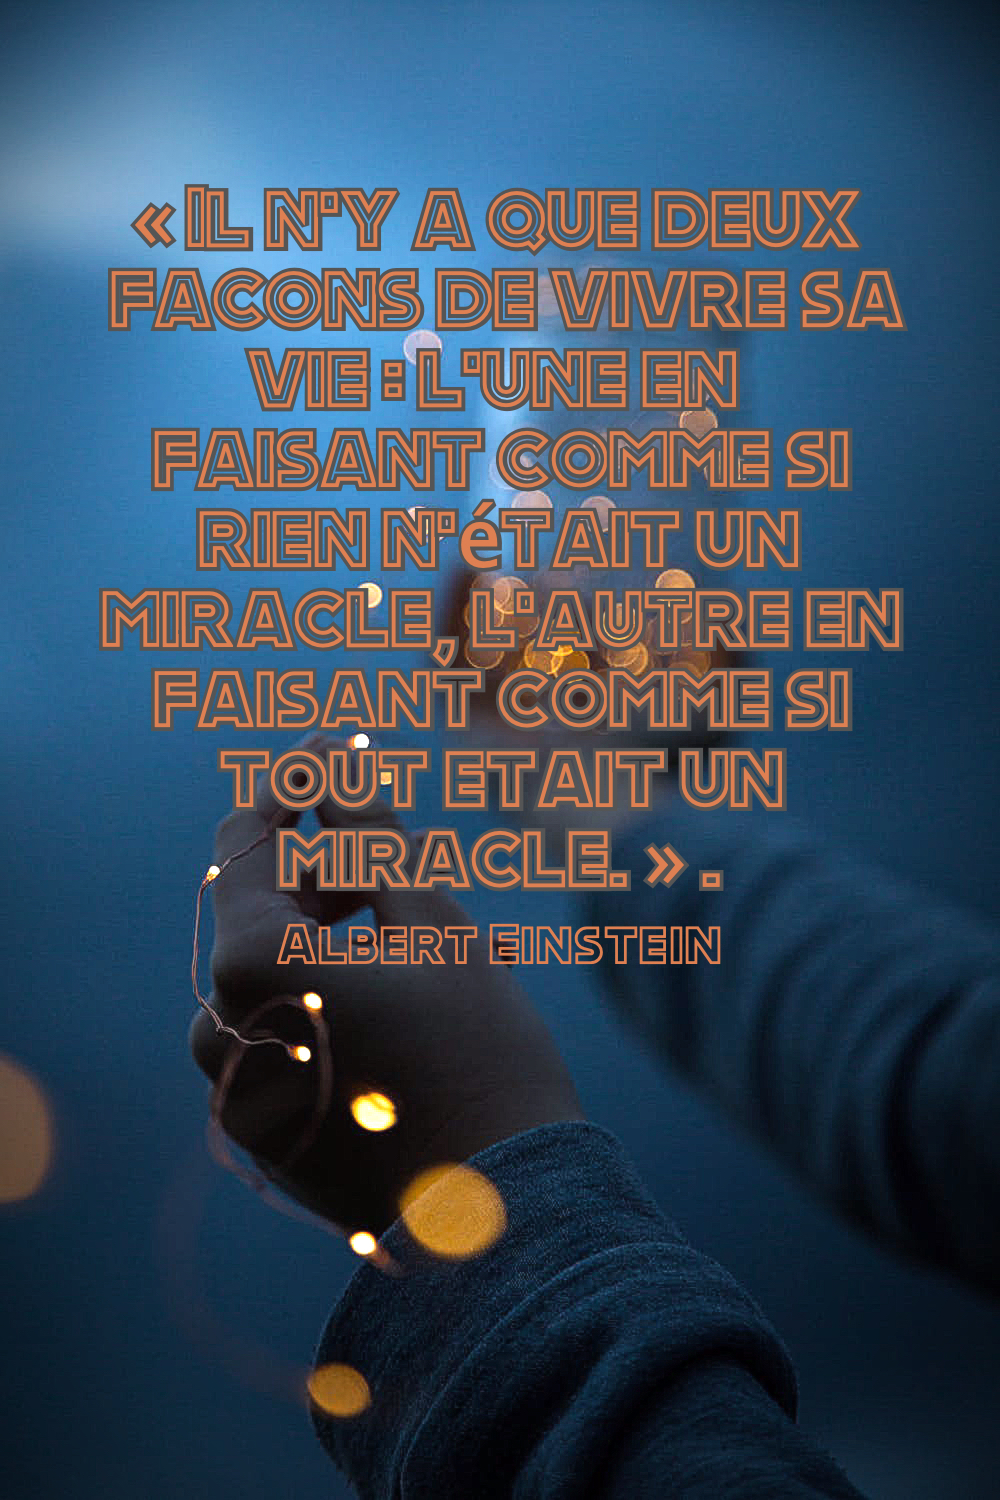 « Il n'y a que deux
facons de vivre sa
vie : l'une en
faisant comme si
rien n'était un
miracle, l'autre en
faisant comme si
tout etait un
miracle. » .
Albert Einstein